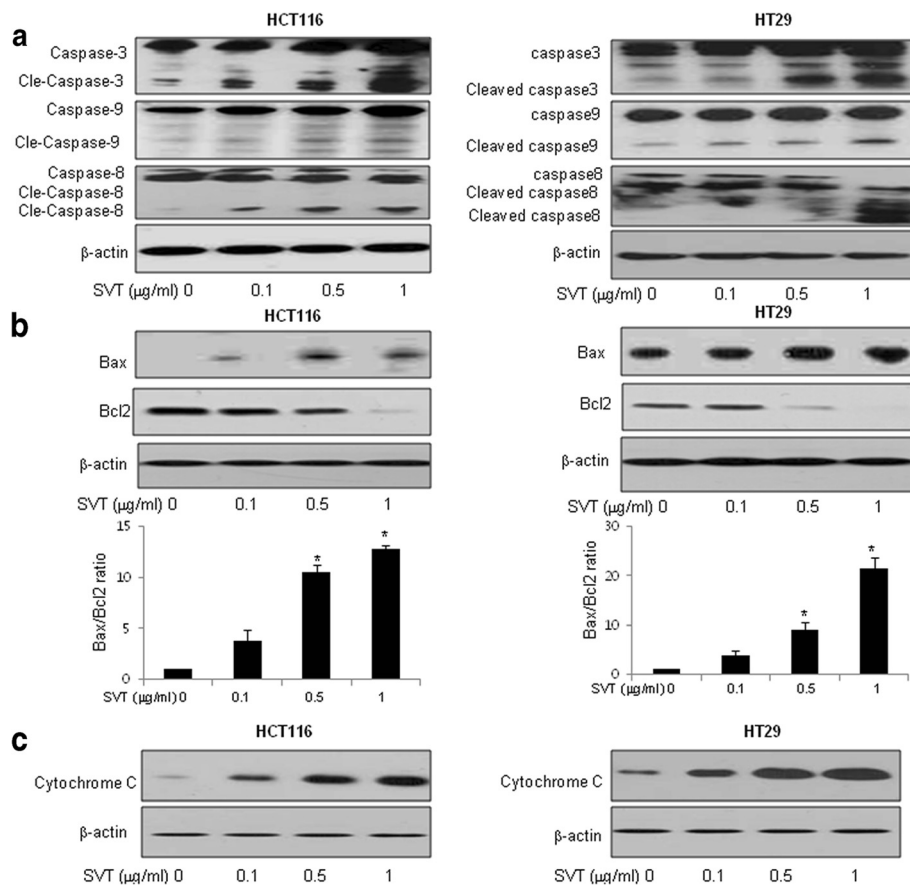 a
HCT116
Caspase-3
Cle-Caspase-3
Caspase-9
Cle-Caspase-9
Caspase-8
Cle-Caspase-8
Cle-Caspase-8
β-actin
SVT (μg/ml) 0 0.1 0.5 1
HT29
caspase3
Cleaved caspase3
caspase9
Cleaved caspase9
caspase8
Cleaved caspase8
Cleaved caspase8
β-actin
SVT (μg/ml) 0 0.1 0.5 1
b
HCT116
Bax
Bcl2
β-actin
SVT (μg/ml) 0 0.1 0.5 1
15
10
5
0
Bax/Bcl2 ratio
* *
SVT (μg/ml) 0 0.1 0.5 1
HT29
Bax
Bcl2
β-actin
SVT (μg/ml) 0 0.1 0.5 1
30
20
10
0
Bax/Bcl2 ratio
* *
SVT (μg/ml) 0 0.1 0.5 1
c
HCT116
Cytochrome C
β-actin
SVT (μg/ml) 0 0.1 0.5 1
HT29
Cytochrome C
β-actin
SVT (μg/ml) 0 0.1 0.5 1